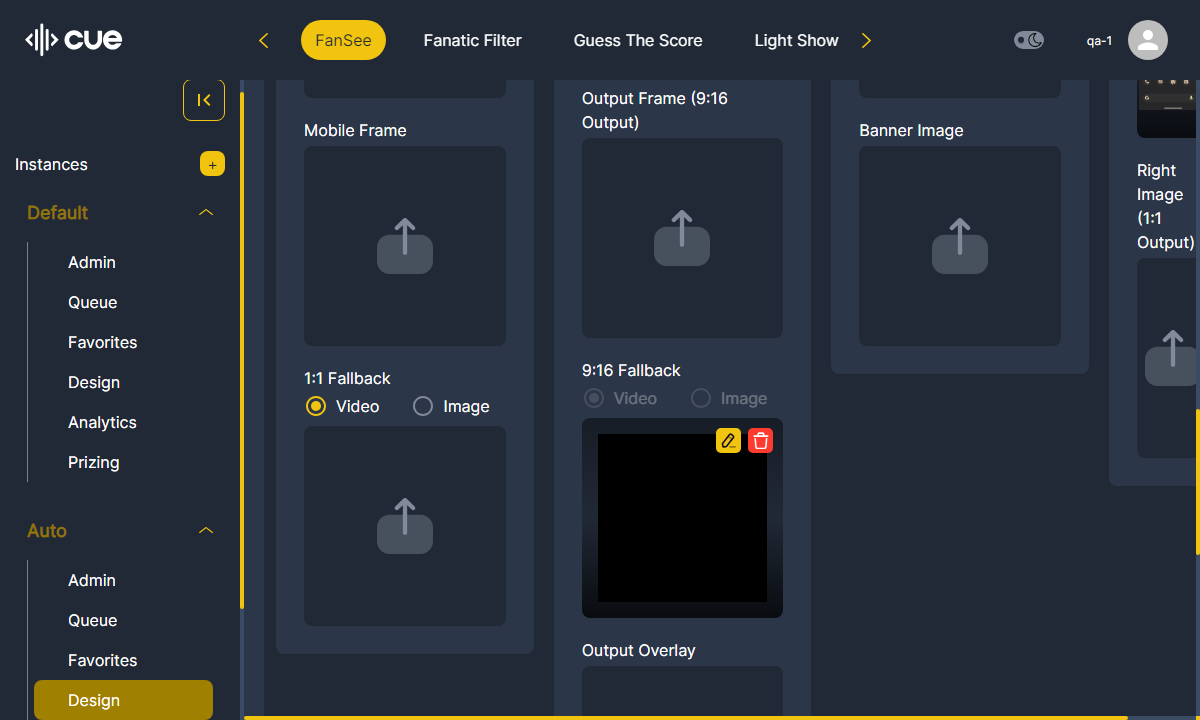 cue
FanSee
Fanatic Filter
Guess The Score
Light Show
qa-1
Instances
+
Default
Admin
Queue
Favorites
Design
Analytics
Prizing
Auto
Admin
Queue
Favorites
Design
Mobile Frame
1:1 Fallback
Video
Image
Output Frame (9:16
Output)
9:16 Fallback
Video
Image
Output Overlay
Banner Image
Right
Image
(1:1
Output)